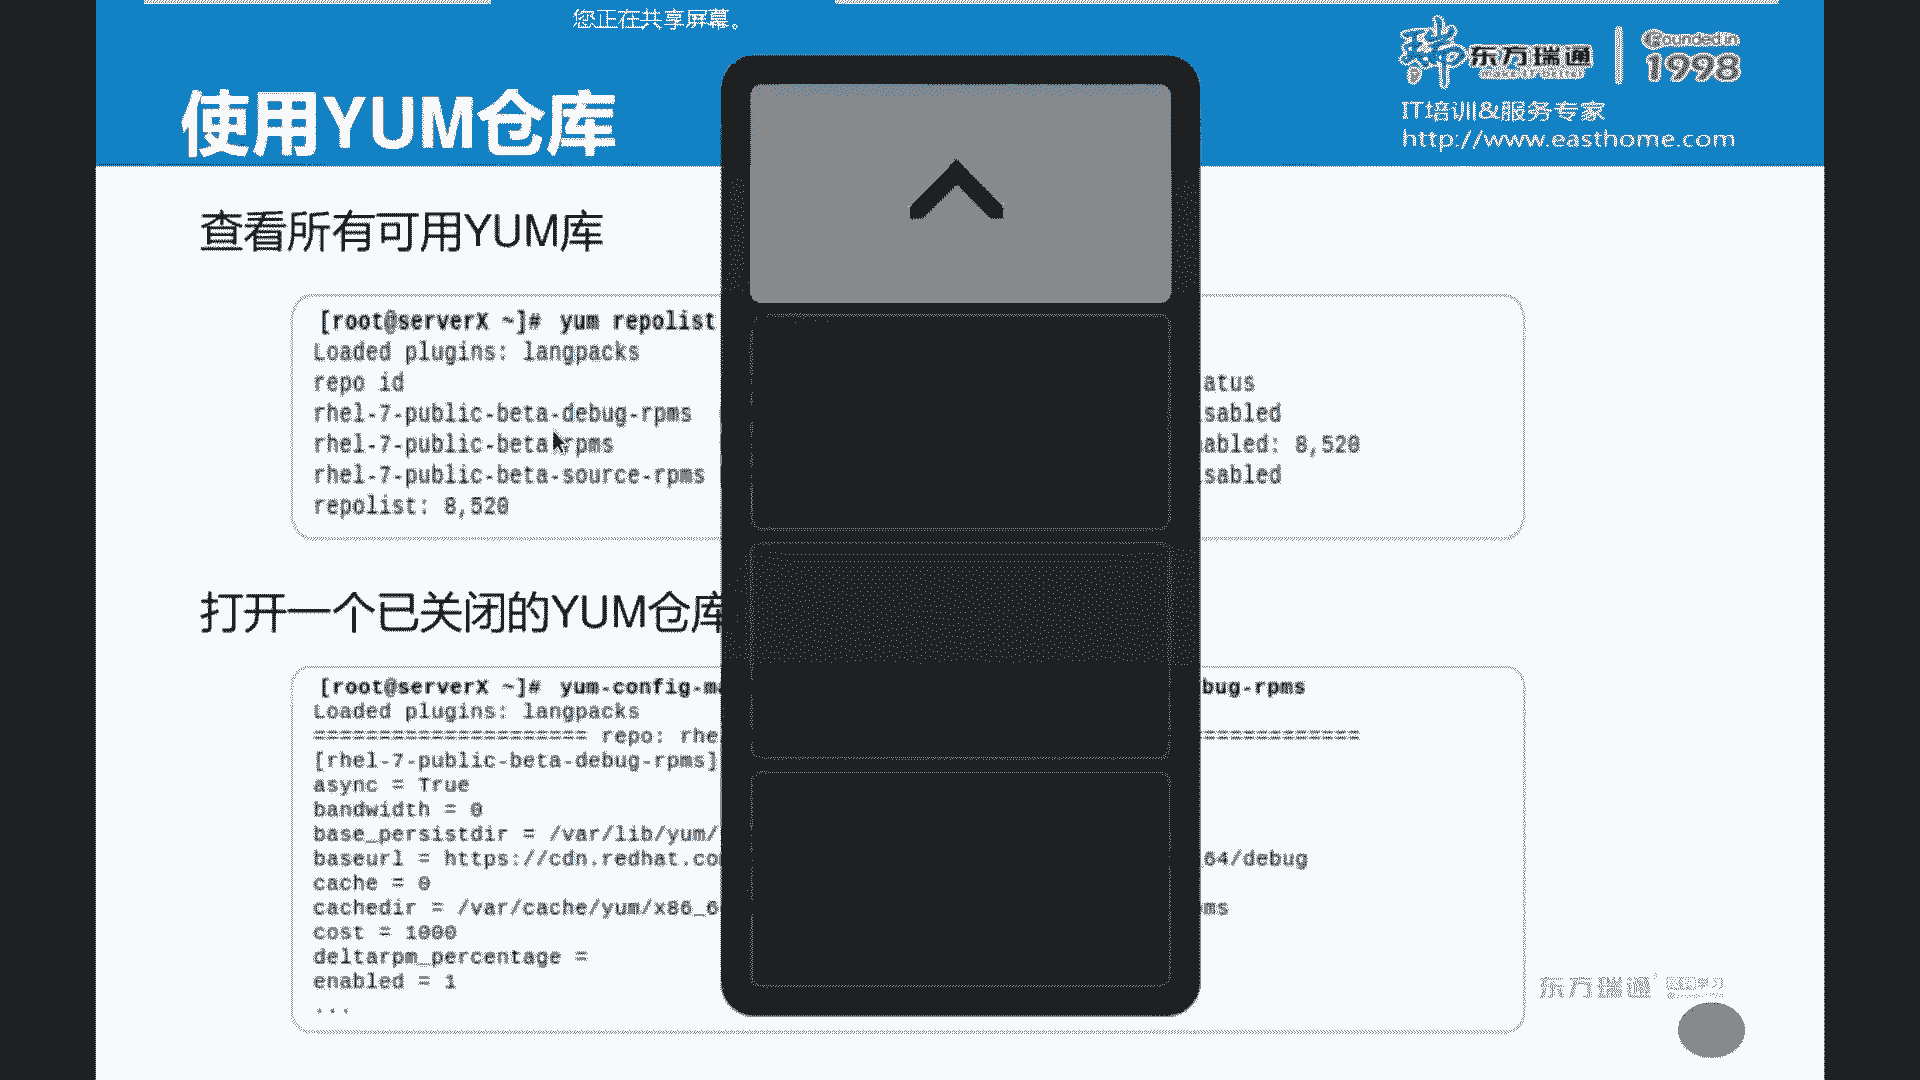 您正在共享屏幕。
东方瑞通
Founded in
1998
IT培训&服务专家
http://www.easthome.com
使用YUM仓库
查看所有可用YUM库
[root@serverX ~]# yum repolist
Loaded plugins: langpacks
repo id atus
rhel-7-public-beta-debug-rpms sabled
rhel-7-public-beta-rpms abled: 8,520
rhel-7-public-beta-source-rpms sabled
repolist: 8,520
打开一个已关闭的YUM仓库
[root@serverX ~]# yum-config-ma bug-rpms
Loaded plugins: langpacks
===================== repo: rhe ============
[rhel-7-public-beta-debug-rpms]
async = True
bandwidth = 0
base_persistdir = /var/lib/yum/
baseurl = https://cdn.redhat.com 64/debug
cache = 0
cachedir = /var/cache/yum/x86_6 ms
cost = 1000
deltarpm_percentage =
enabled = 1
...
东方瑞通